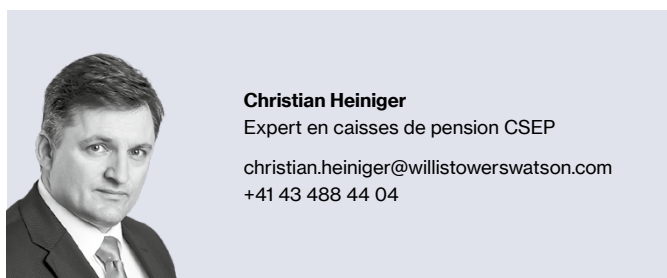 Christian Heiniger
Expert en caisses de pension CSEP
christian.heiniger@willistowerswatson.com
+41 43 488 44 04